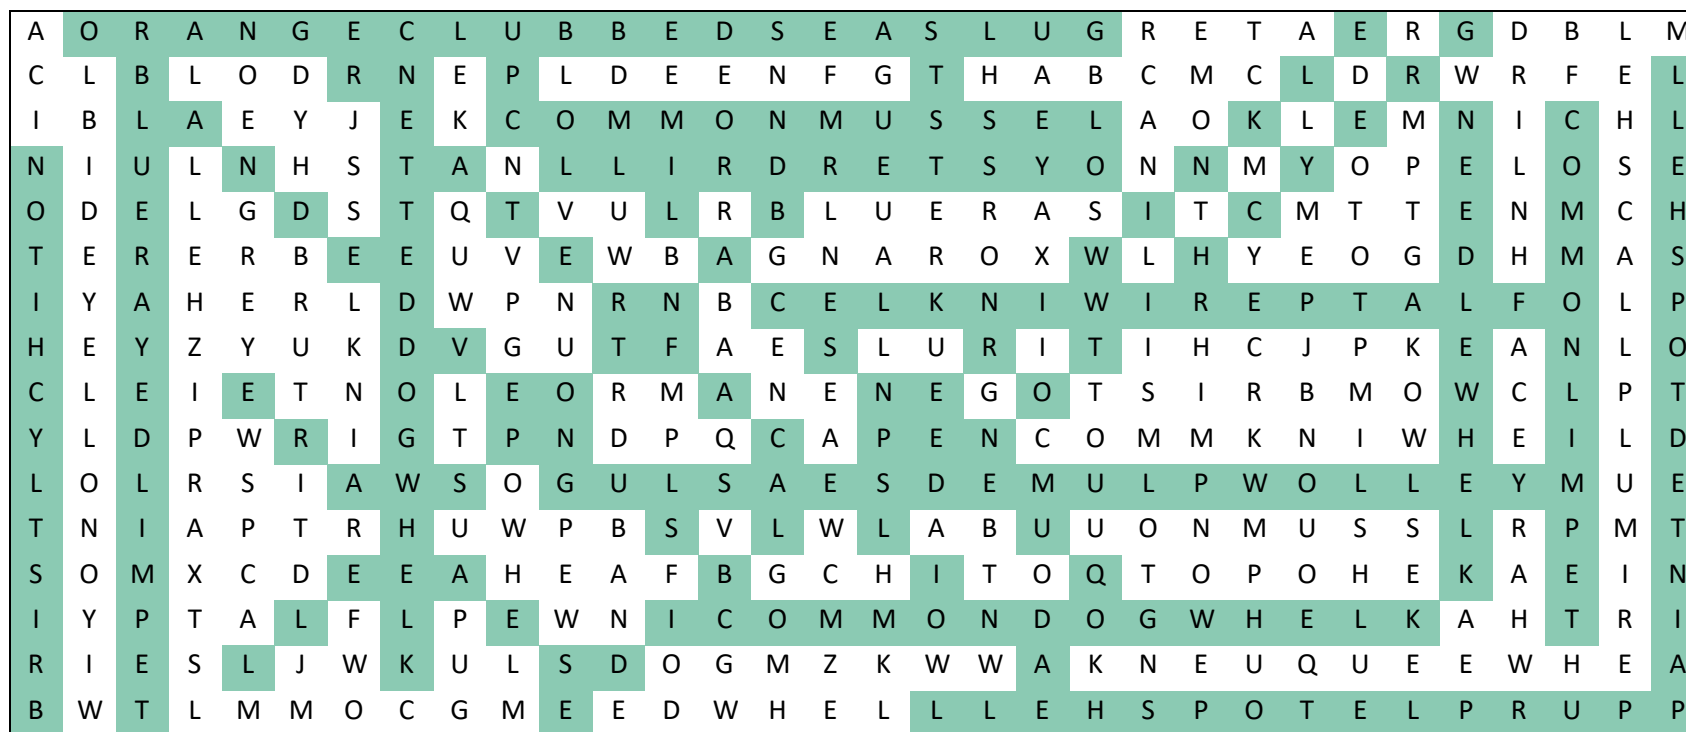 A O R A N G E C L U B B E D S E A S L U G R E T A E R G D B L M
C L B L O D R N E P L D E E N F G T H A B C M C L D R W R F E L
I B L A E Y J E K C O M M O N M U S S E L A O K L E M N I C H L
N I U L N H S T A N L L I R D R E T S Y O N N M Y O P E L O S E
O D E L G D S T Q T V U L R B L U E R A S I T C M T T E N M C H
T E R E R B E E U V E W B A G N A R O X W L H Y E O G D H M A S
I Y A H E R L D W P N R N B C E L K N I W I R E P T A L F O L P
H E Y Z Y U K D V G U T F A E S L U R I T I H C J P K E A N L O
C L E I E T N O L E O R M A N E N E G O T S I R B M O W C L P T
Y L D P W R I G T P N D P Q C A P E N C O M M K N I W H E I L D
L O L R S I A W S O G U L S A E S D E M U L P W O L L E Y M U E
T N I A P T R H U W P B S V L W L A B U U O N M U S S L R P M T
S O M X C D E E A H E A F B G C H I T O Q T O P O H E K A E I N
I Y P T A L F L P E W N I C O M M O N D O G W H E L K A H T R I
R I E S L J W K U L S D O G M Z K W W A K N E U Q U E E W H E A
B W T L M M O C G M E E D W H E L L L E H S P O T E L P R U P P